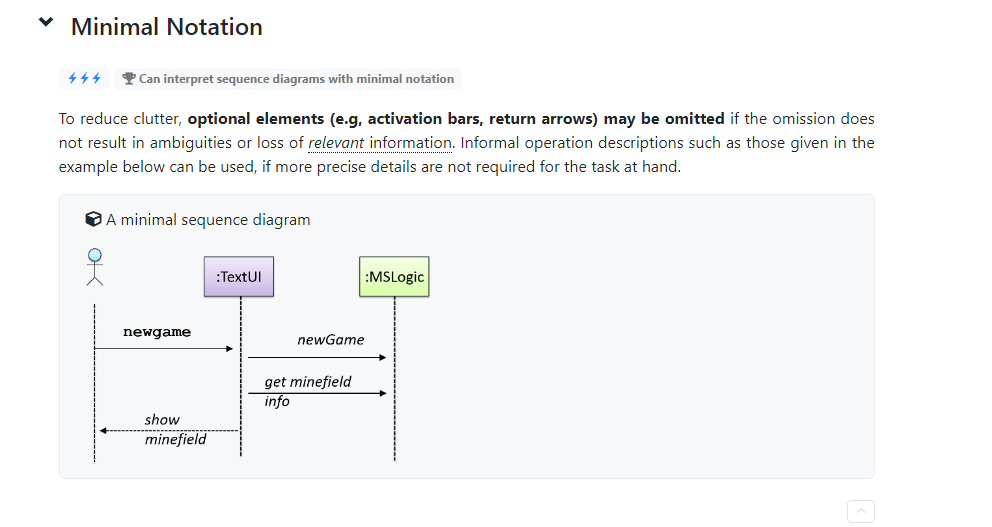 Minimal Notation
Can interpret sequence diagrams with minimal notation
To reduce clutter, optional elements (e.g, activation bars, return arrows) may be omitted if the omission does
not result in ambiguities or loss of relevant information. Informal operation descriptions such as those given in the
example below can be used, if more precise details are not required for the task at hand.
A minimal sequence diagram
:TextUI
:MSLogic
newgame
newGame
get minefield
info
show
minefield